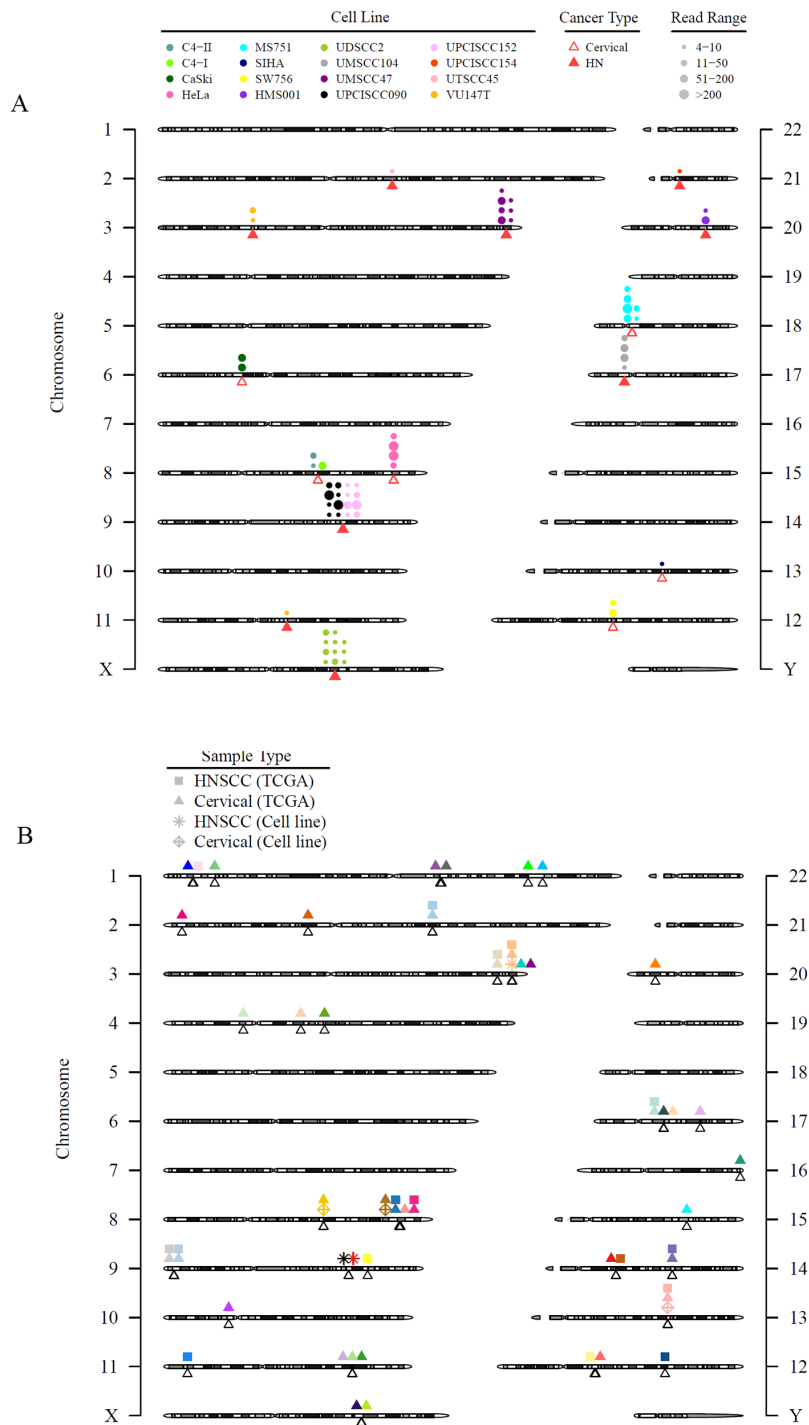 Cell Line Cancer Type Read Range
C4−II MS751 UDSCC2 UPCISCC152 Cervical 4−10
C4−I SIHA UMSCC104 UPCISCC154 HN 11−50
CaSki SW756 UMSCC47 UTSCC45 51−200
HeLa HMS001 UPCISCC090 VU147T >200
A
1 22
2 21
3 20
4 19
5 18
6 17
7 16
8 15
9 14
10 13
11 12
X Y
Chromosome
Sample Type
HNSCC (TCGA)
B
Cervical (TCGA)
HNSCC (Cell line)
Cervical (Cell line)
1 22
2 21
3 20
4 19
5 18
6 17
7 16
8 15
9 14
10 13
11 12
X Y
Chromosome